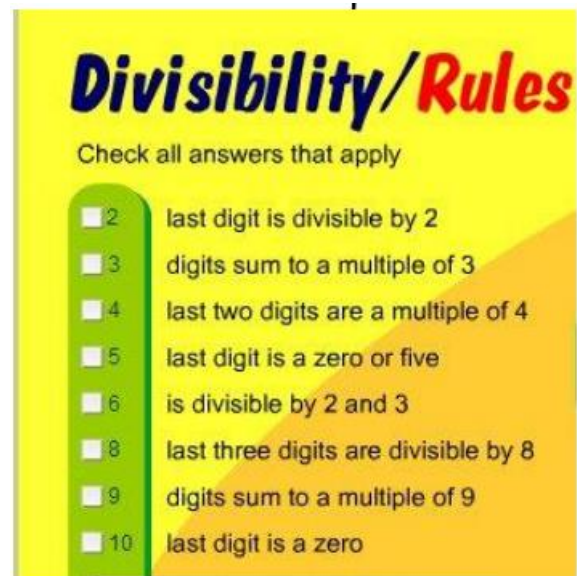 Divisibility/Rules
Check all answers that apply
2 last digit is divisible by 2
3 digits sum to a multiple of 3
4 last two digits are a multiple of 4
5 last digit is a zero or five
6 is divisible by 2 and 3
8 last three digits are divisible by 8
9 digits sum to a multiple of 9
10 last digit is a zero